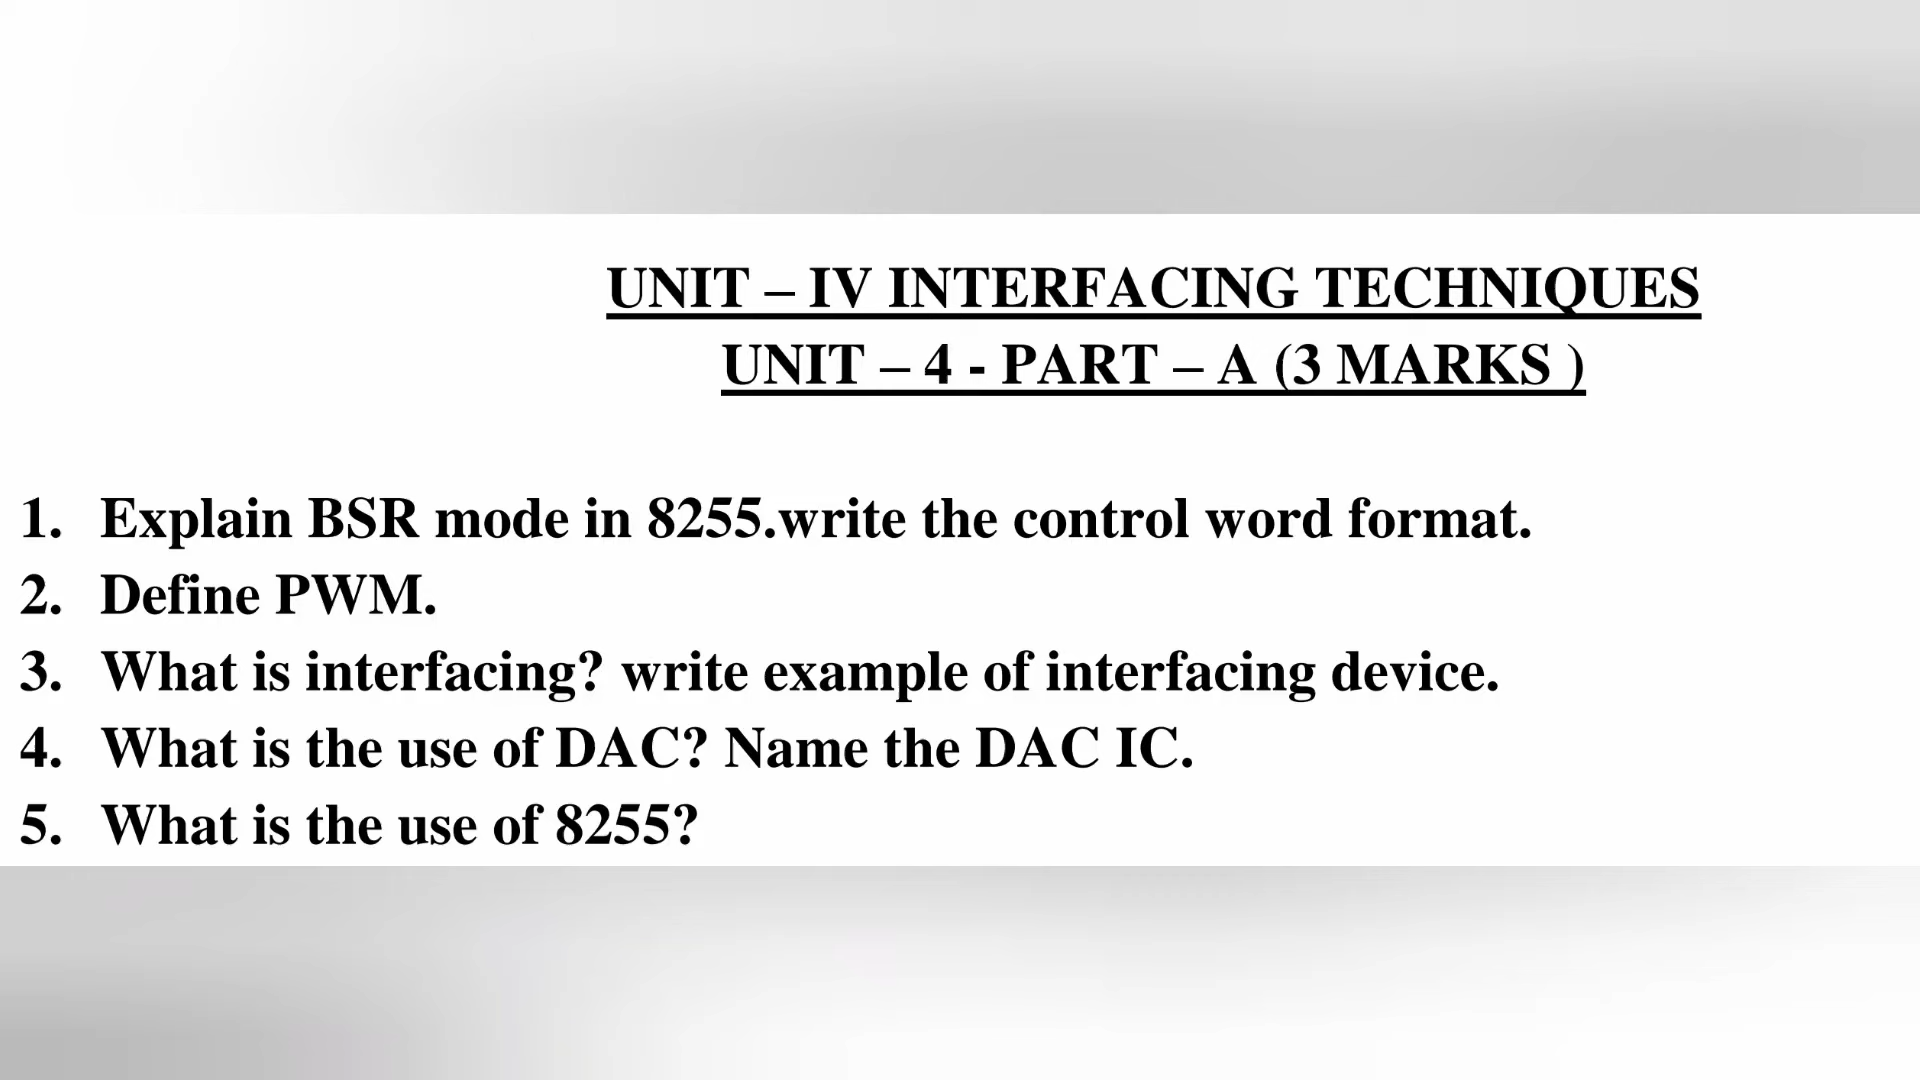 UNIT – IV INTERFACING TECHNIQUES
UNIT – 4 - PART – A (3 MARKS )
1. Explain BSR mode in 8255.write the control word format.
2. Define PWM.
3. What is interfacing? write example of interfacing device.
4. What is the use of DAC? Name the DAC IC.
5. What is the use of 8255?